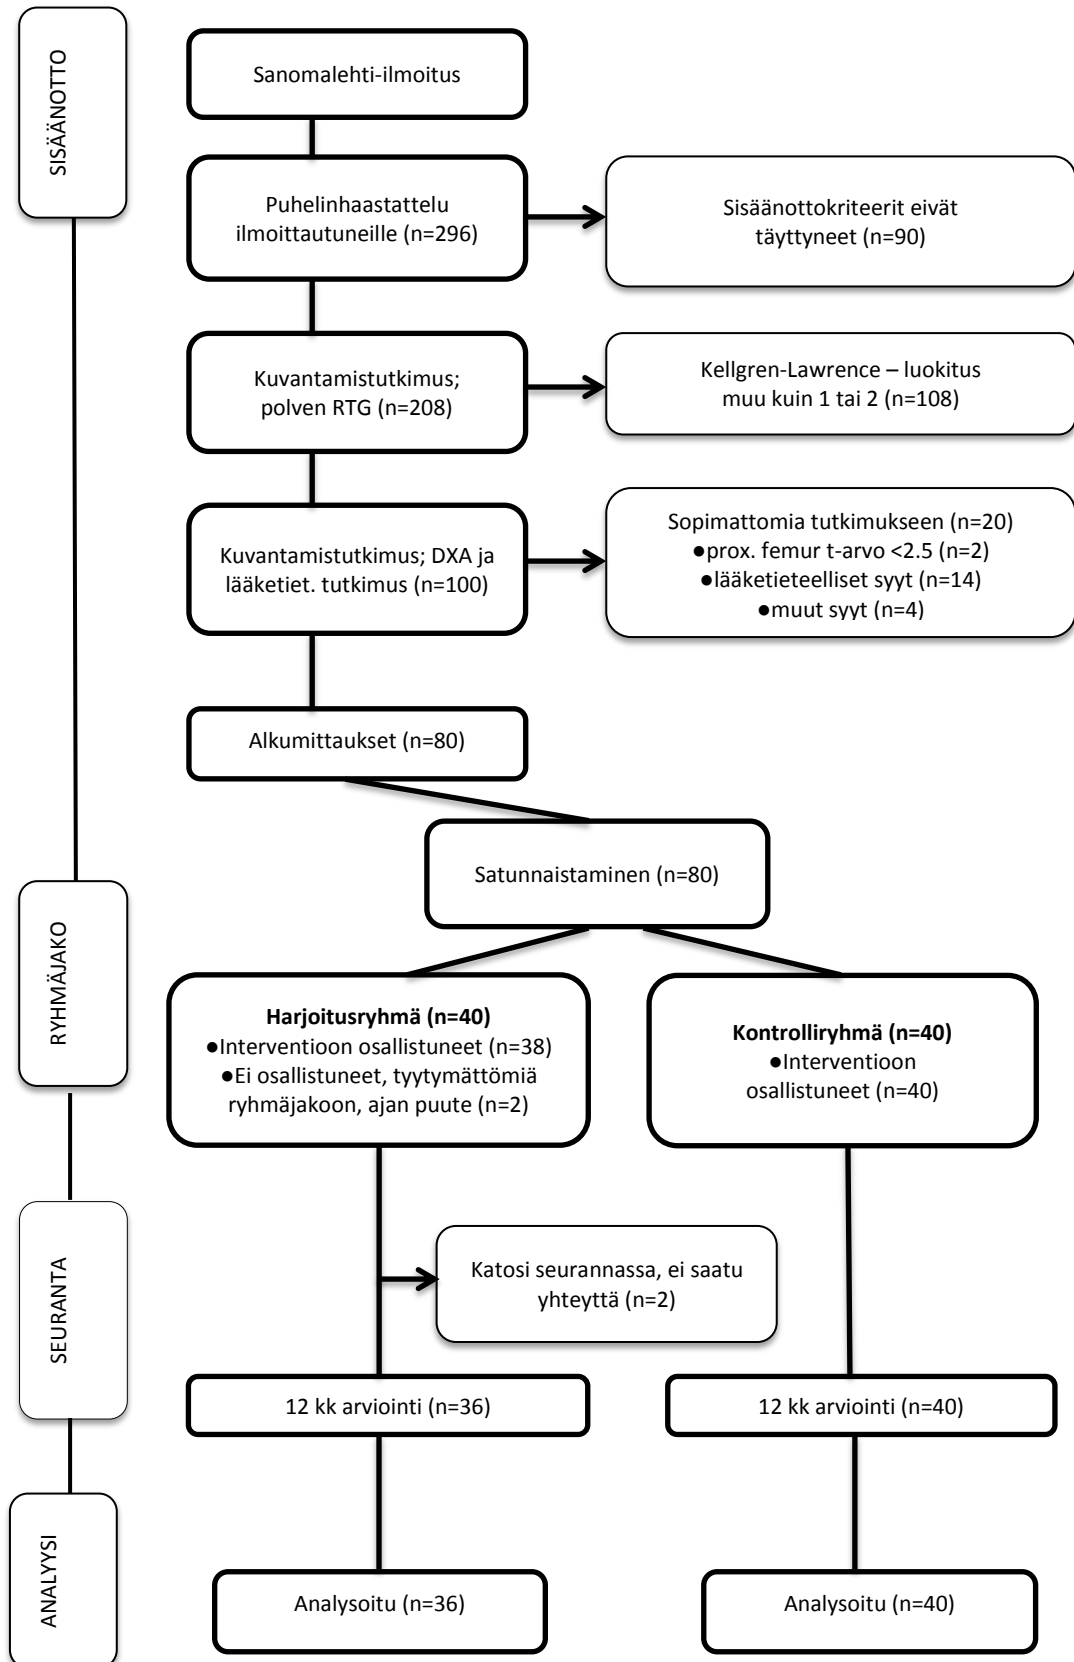 SISÄÄNOTTO
Sanomalehti-ilmoitus
Puhelinhaastattelu
ilmoittautuneille (n=296)
Sisäänottokriteerit eivät
täyttyneet (n=90)
Kuvantamistutkimus;
polven RTG (n=208)
Kellgren-Lawrence – luokitus
muu kuin 1 tai 2 (n=108)
Kuvantamistutkimus; DXA ja
lääketiet. tutkimus (n=100)
Sopimattomia tutkimukseen (n=20)
●prox. femur t-arvo <2.5 (n=2)
●lääketieteelliset syyt (n=14)
●muut syyt (n=4)
Alkumittaukset (n=80)
Satunnaistaminen (n=80)
RYHMÄJAKO
Harjoitusryhmä (n=40)
●Interventioon osallistuneet (n=38)
●Ei osallistuneet, tyytymättömiä
ryhmäjakoon, ajan puute (n=2)
Kontrolliryhmä (n=40)
●Interventioon
osallistuneet (n=40)
SEURANTA
Katosi seurannassa, ei saatu
yhteyttä (n=2)
12 kk arviointi (n=36)
12 kk arviointi (n=40)
ANALYYSI
Analysoitu (n=36)
Analysoitu (n=40)